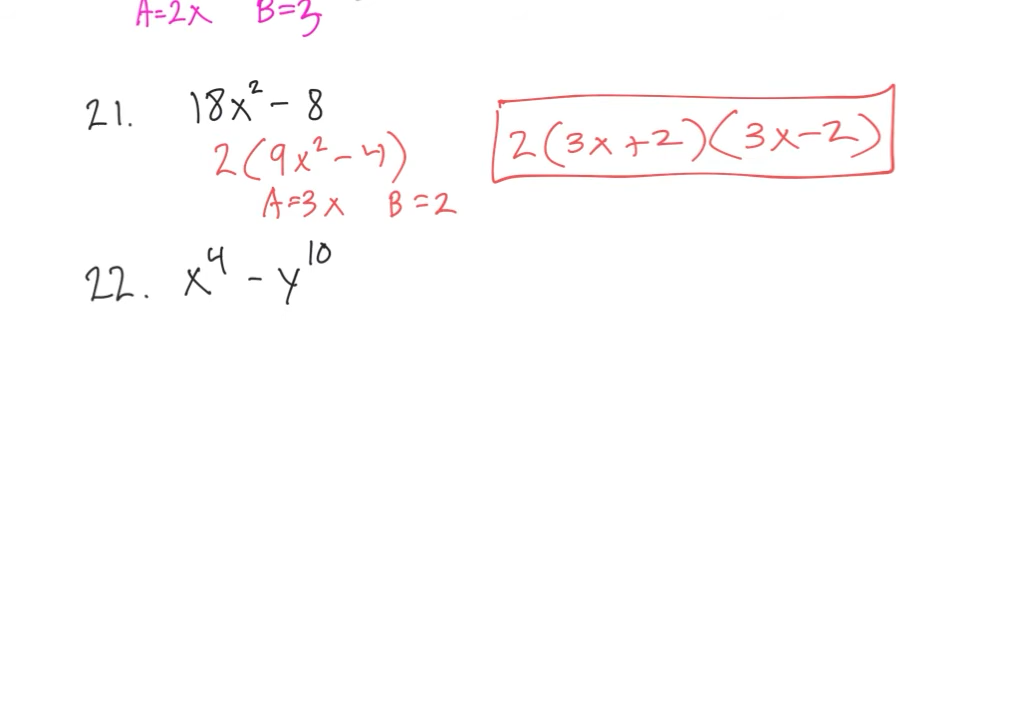 A=2x B=3
21. 18x² - 8
2(9x² - 4)
A=3x B=2
2(3x+2)(3x-2)
22. x⁴ - y¹⁰